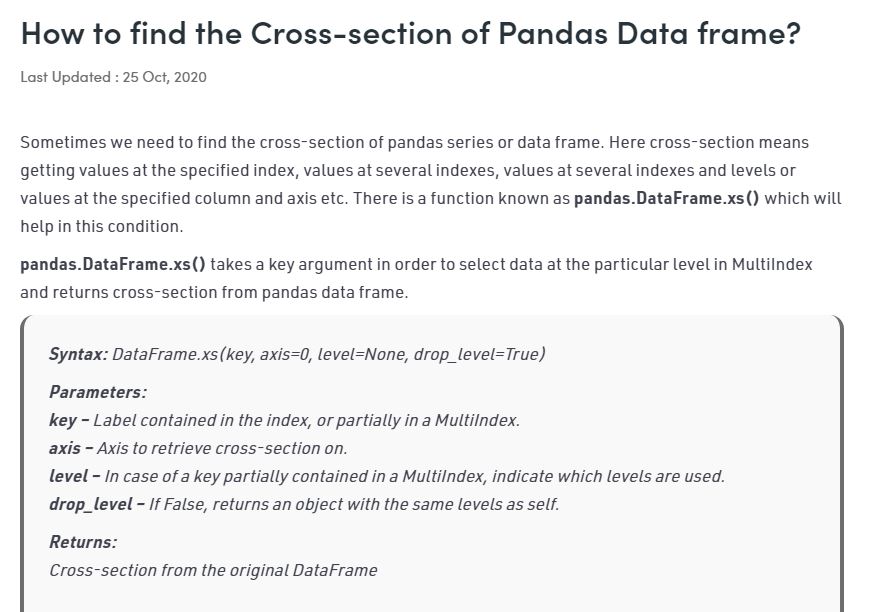 How to find the Cross-section of Pandas Data frame?
Last Updated : 25 Oct, 2020
Sometimes we need to find the cross-section of pandas series or data frame. Here cross-section means
getting values at the specified index, values at several indexes, values at several indexes and levels or
values at the specified column and axis etc. There is a function known as pandas.DataFrame.xs() which will
help in this condition.
pandas.DataFrame.xs() takes a key argument in order to select data at the particular level in MultiIndex
and returns cross-section from pandas data frame.
Syntax: DataFrame.xs(key, axis=0, level=None, drop_level=True)
Parameters:
key – Label contained in the index, or partially in a MultiIndex.
axis – Axis to retrieve cross-section on.
level – In case of a key partially contained in a MultiIndex, indicate which levels are used.
drop_level – If False, returns an object with the same levels as self.
Returns:
Cross-section from the original DataFrame